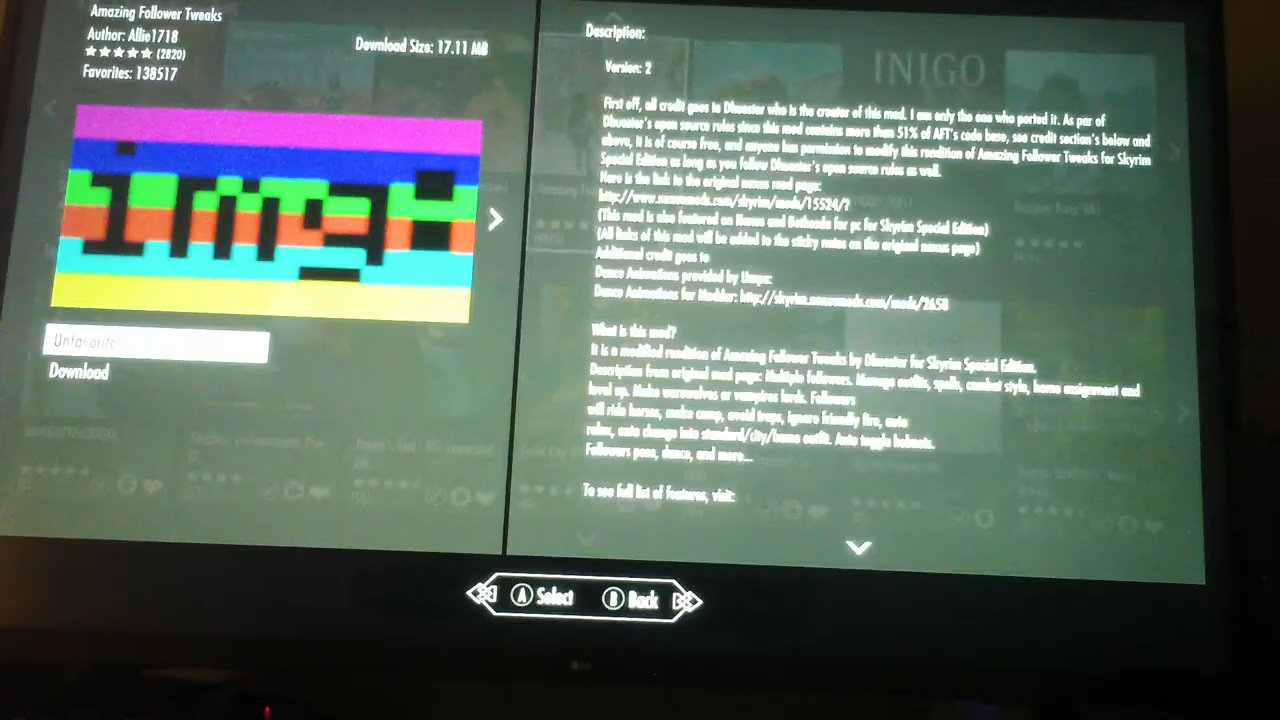 Amazing Follower Tweaks
Author: Allie1718
Download Size: 17.11 MB
(2820)
Favorites: 138517
img
Unfavorite
Download
Description:
Version: 2
INIGO
First off, all credit goes to Dheuster who is the creator of this mod. I am only the one who ported it. As par of
Dheuster's open source rules since this mod contains more than 51% of AFT's code base, see credit section's below and
above, it is of course free, and anyone has permission to modify this rendition of Amazing Follower Tweaks for Skyrim
Special Edition as long as you follow Dheuster's open source rules as well.
Here is the link to the original nexus mod page:
http://www.nexusmods.com/skyrim/mods/15524/?
(This mod is also featured on Nexus and Bethesda for pc for Skyrim Special Edition)
(All links of this mod will be added to the sticky notes on the original nexus page)
Additional credit goes to
Dance Animations provided by Umpa:
Dance Animations for Modder: http://skyrim.nexusmods.com/mods/2658
What is this mod?
It is a modified rendition of Amazing Follower Tweaks by Dheuster for Skyrim Special Edition.
Description from original mod page: Multiple followers. Manage outfits, spells, combat style, home assignment and
level up. Make werewolves or vampires lords. Followers
will ride horses, make camp, avoid traps, ignore friendly fire, auto
relax, auto change into standard/city/home outfit. Auto toggle helmets.
Followers pose, dance, and more...
To see full list of features, visit:
A Select B Back
LG